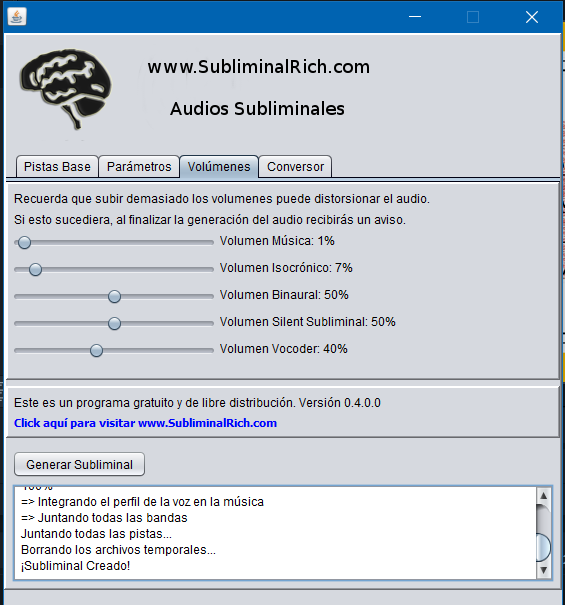 www.SubliminalRich.com
Audios Subliminales
Pistas Base
Parámetros
Volúmenes
Conversor
Recuerda que subir demasiado los volumenes puede distorsionar el audio.
Si esto sucediera, al finalizar la generación del audio recibirás un aviso.
Volumen Música: 1%
Volumen Isocrónico: 7%
Volumen Binaural: 50%
Volumen Silent Subliminal: 50%
Volumen Vocoder: 40%
Este es un programa gratuito y de libre distribución. Versión 0.4.0.0
Click aquí para visitar www.SubliminalRich.com
Generar Subliminal
100%
=> Integrando el perfil de la voz en la música
=> Juntando todas las bandas
Juntando todas las pistas...
Borrando los archivos temporales...
¡Subliminal Creado!